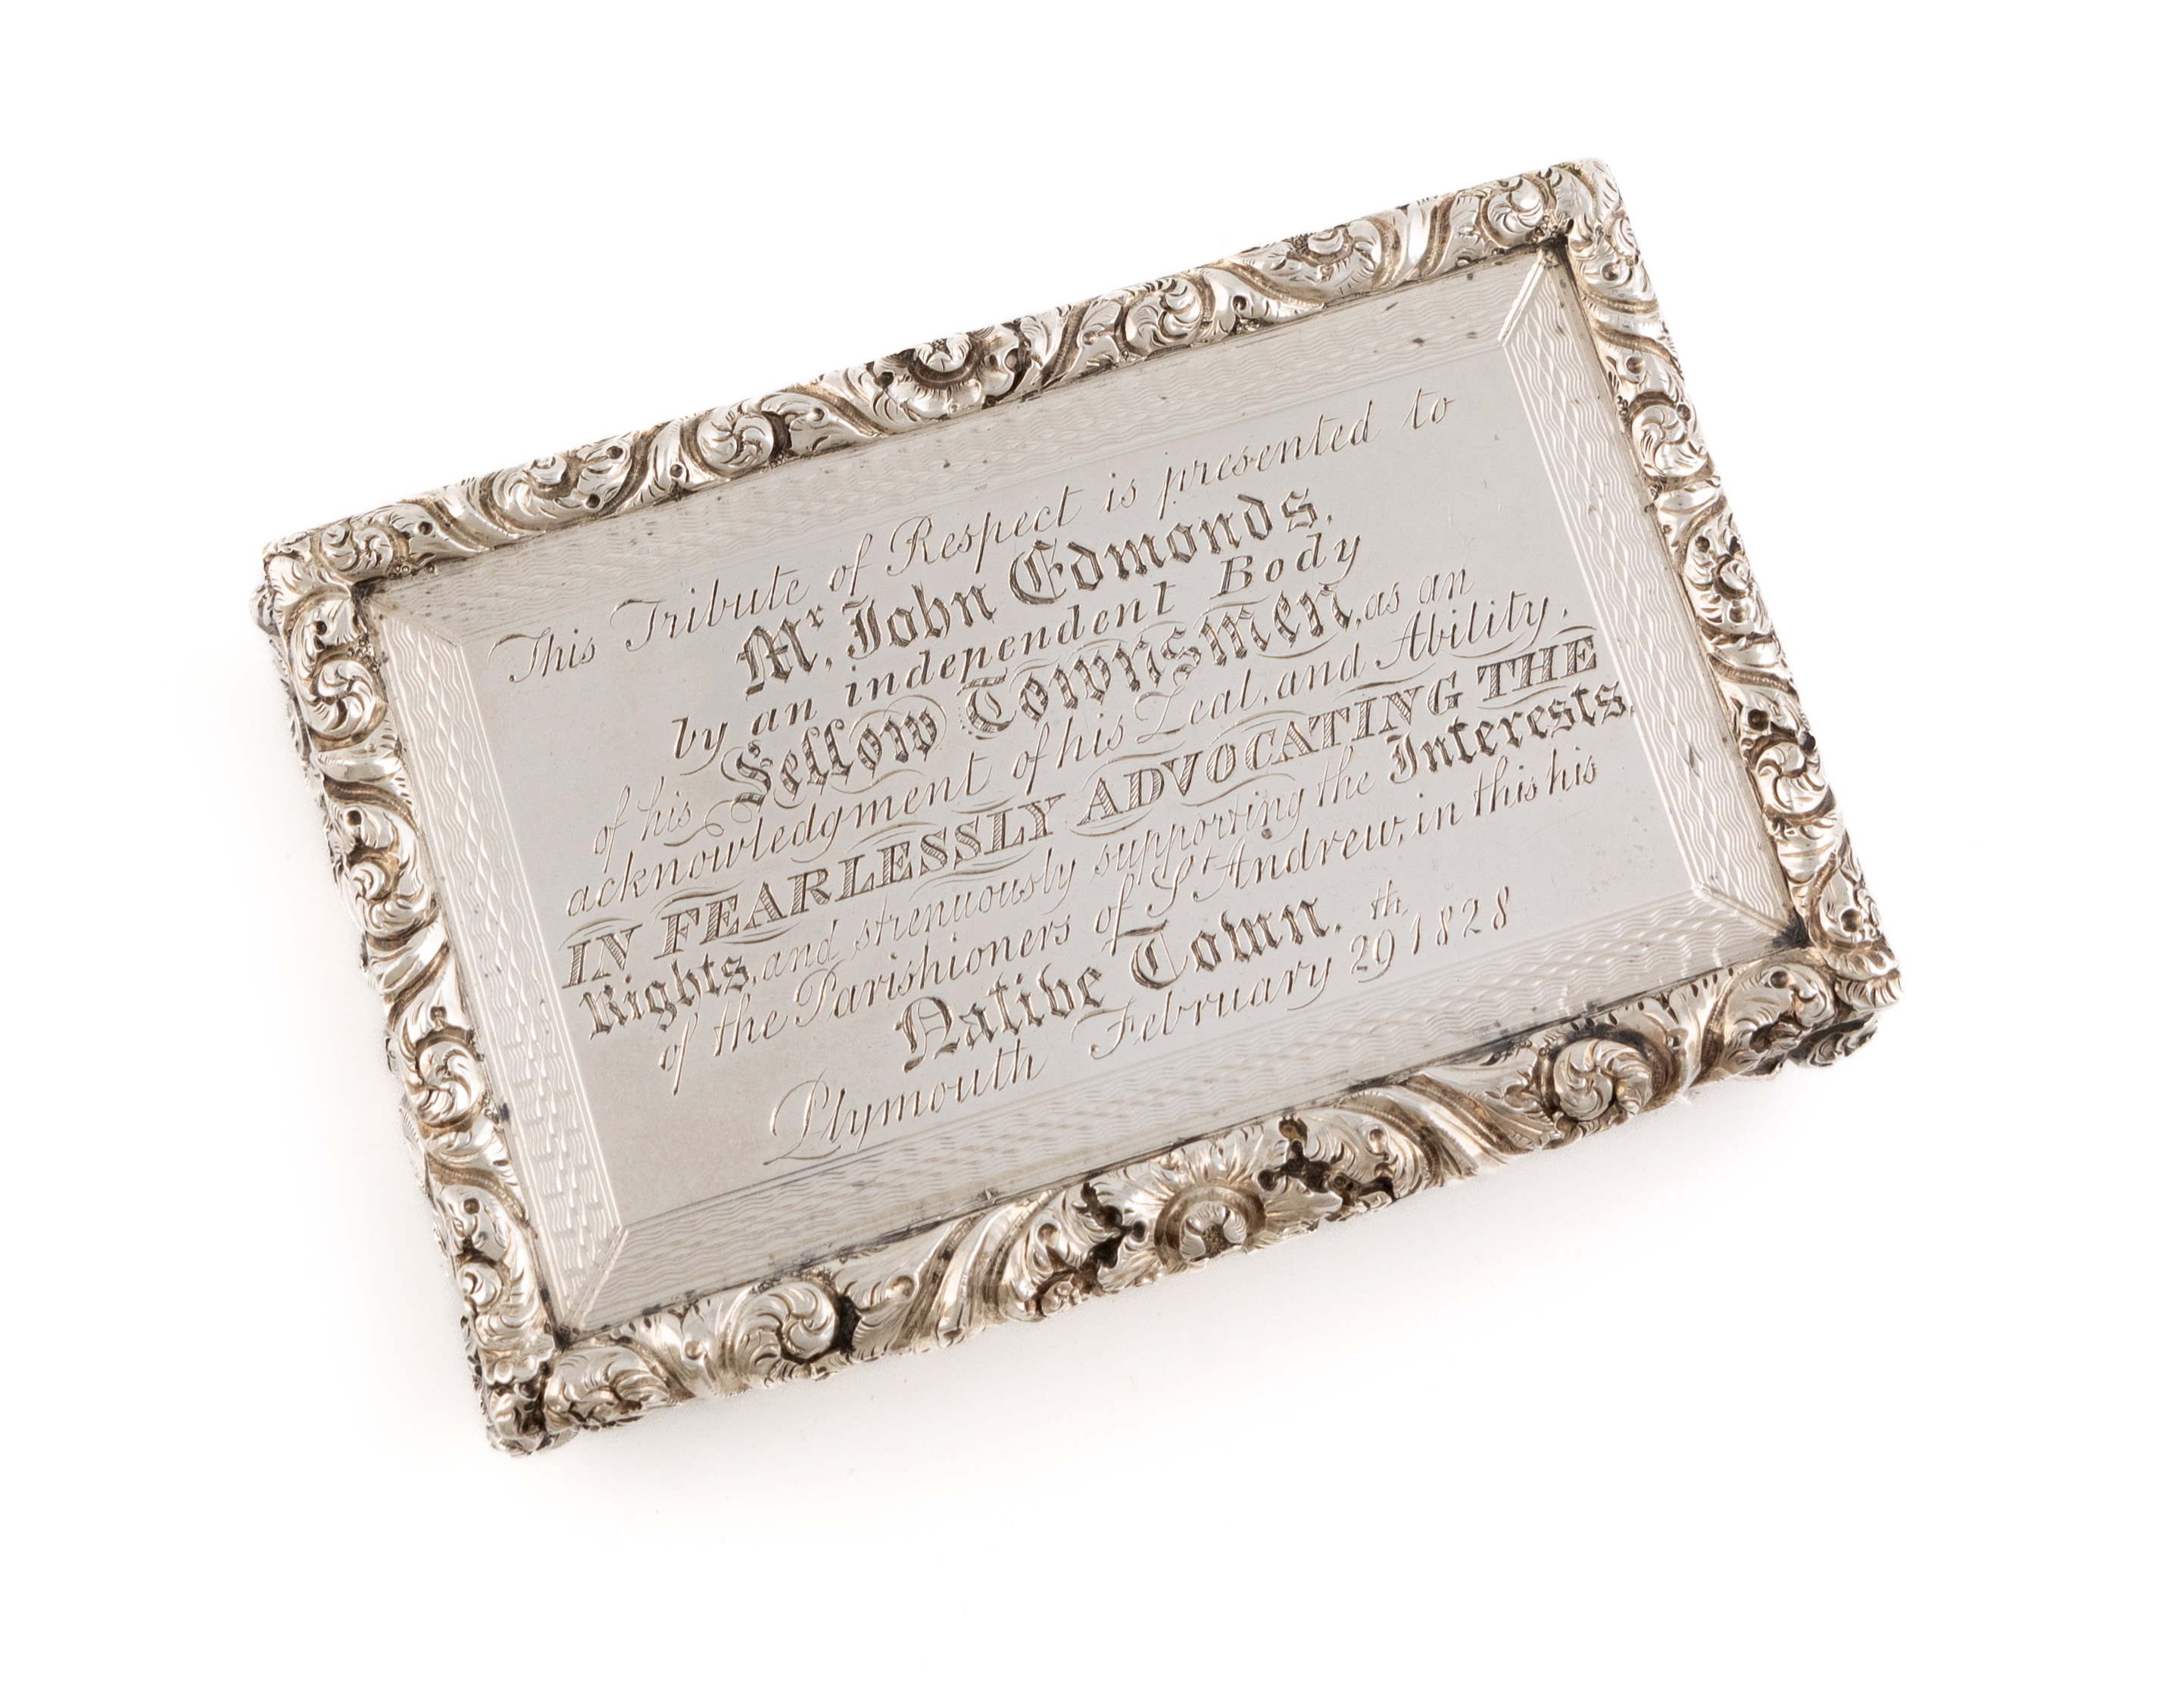 This Tribute of Respect is presented to
Mr. John Edmonds,
by an independent Body
of his Fellow Townsmen, as an
acknowledgment of his Zeal, and Ability,
IN FEARLESSLY ADVOCATING THE
Rights, and strenuously supporting the Interests,
of the Parishioners of St Andrew, in this his
Native Town.
Plymouth February 29th 1828